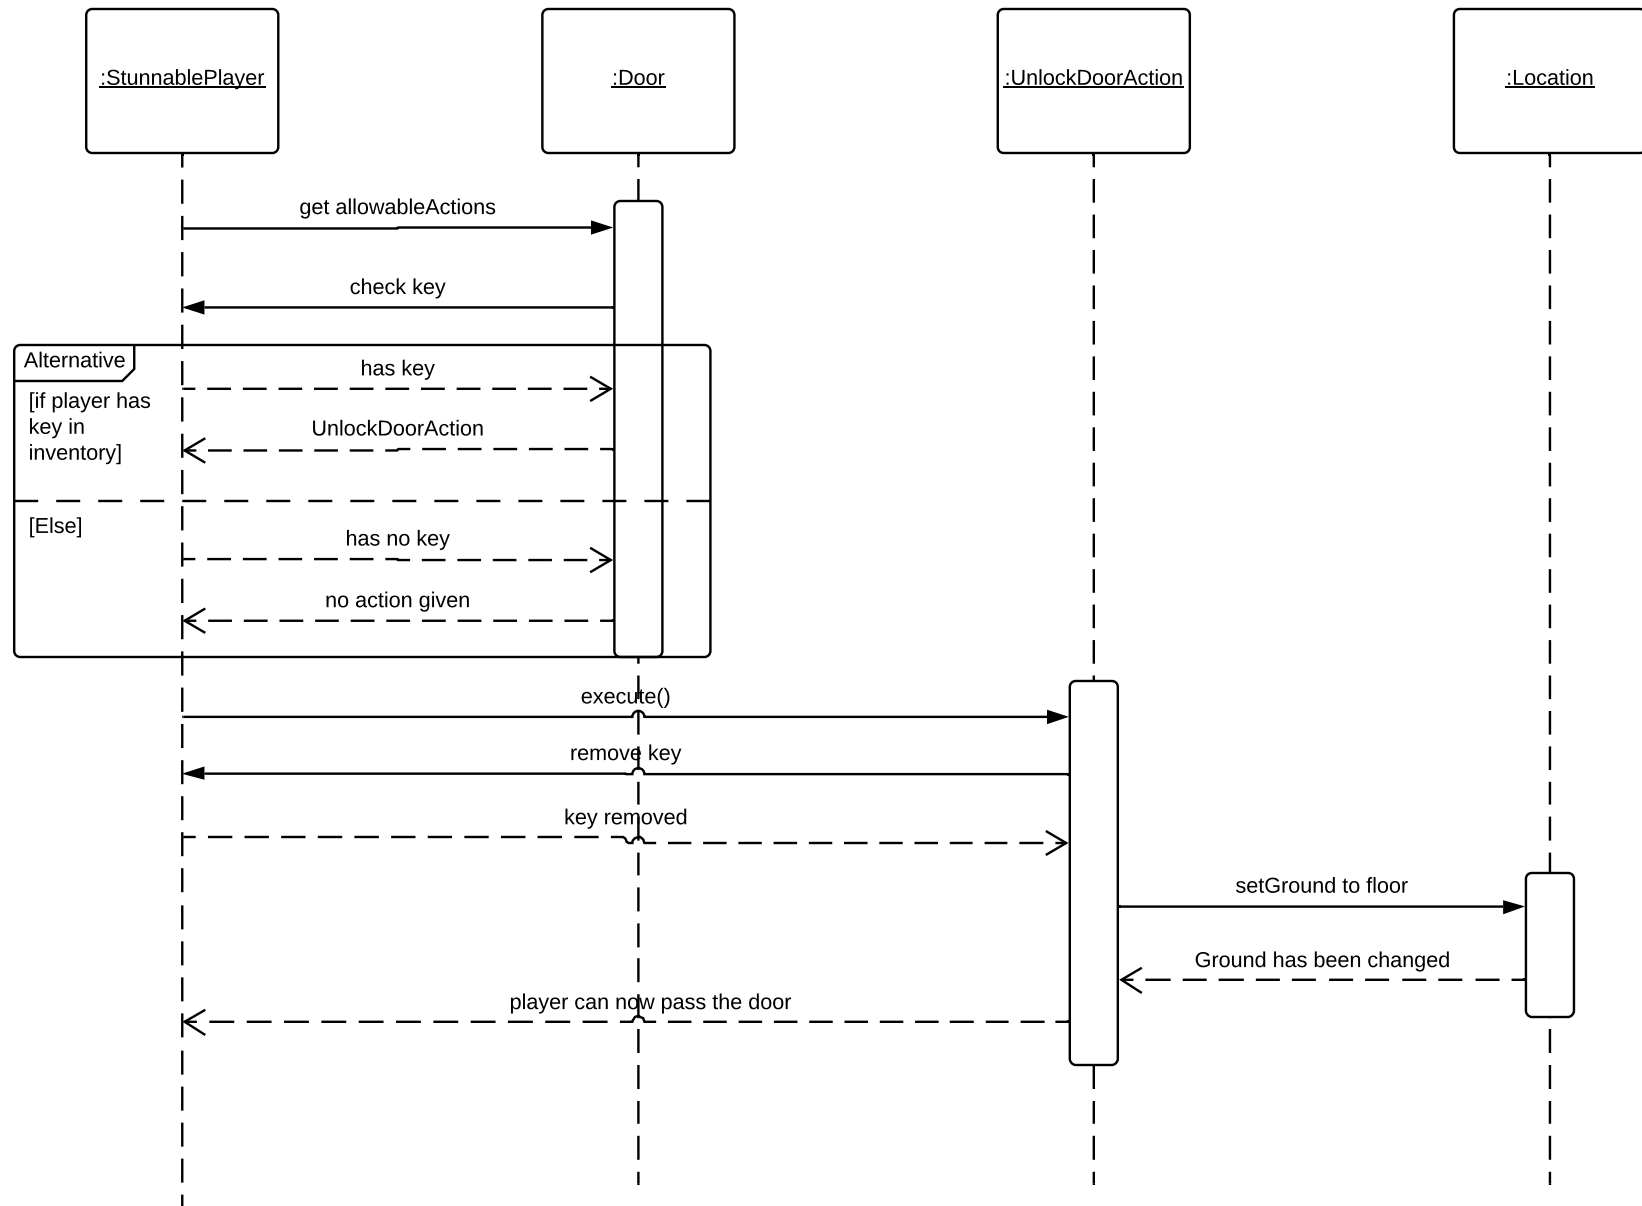 :StunnablePlayer
:Door
:UnlockDoorAction
:Location
get allowableActions
check key
Alternative
has key
[if player has
key in
inventory]
UnlockDoorAction
[Else]
has no key
no action given
execute()
remove key
key removed
setGround to floor
Ground has been changed
player can now pass the door